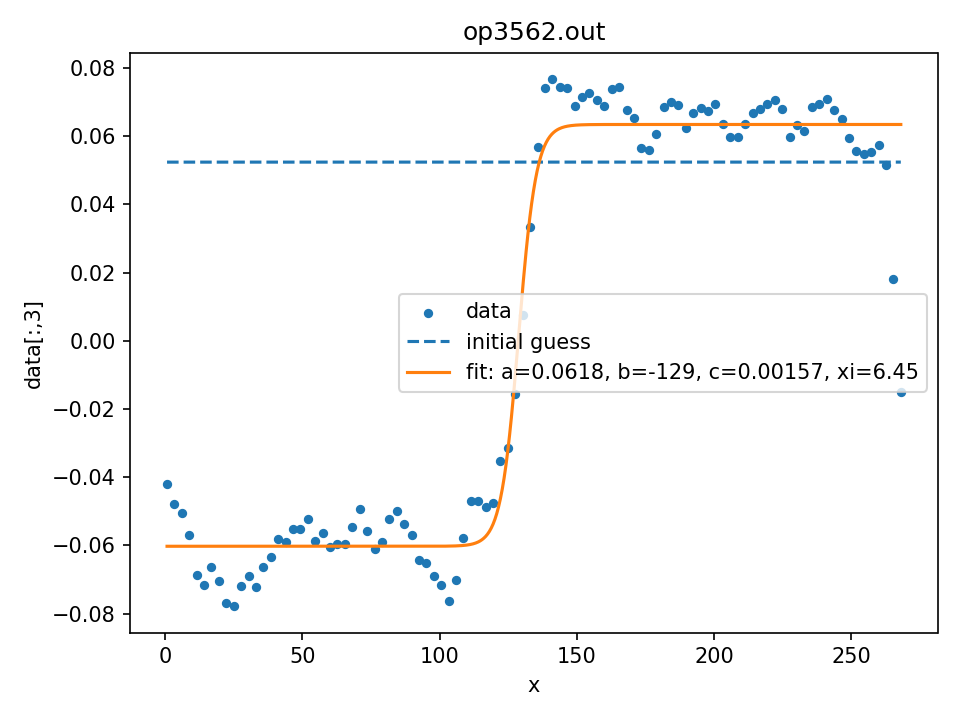 op3562.out
0.08
0.06
0.04
0.02
0.00
−0.02
−0.04
−0.06
−0.08
data[:,3]
data
initial guess
fit: a=0.0618, b=-129, c=0.00157, xi=6.45
0 50 100 150 200 250
x